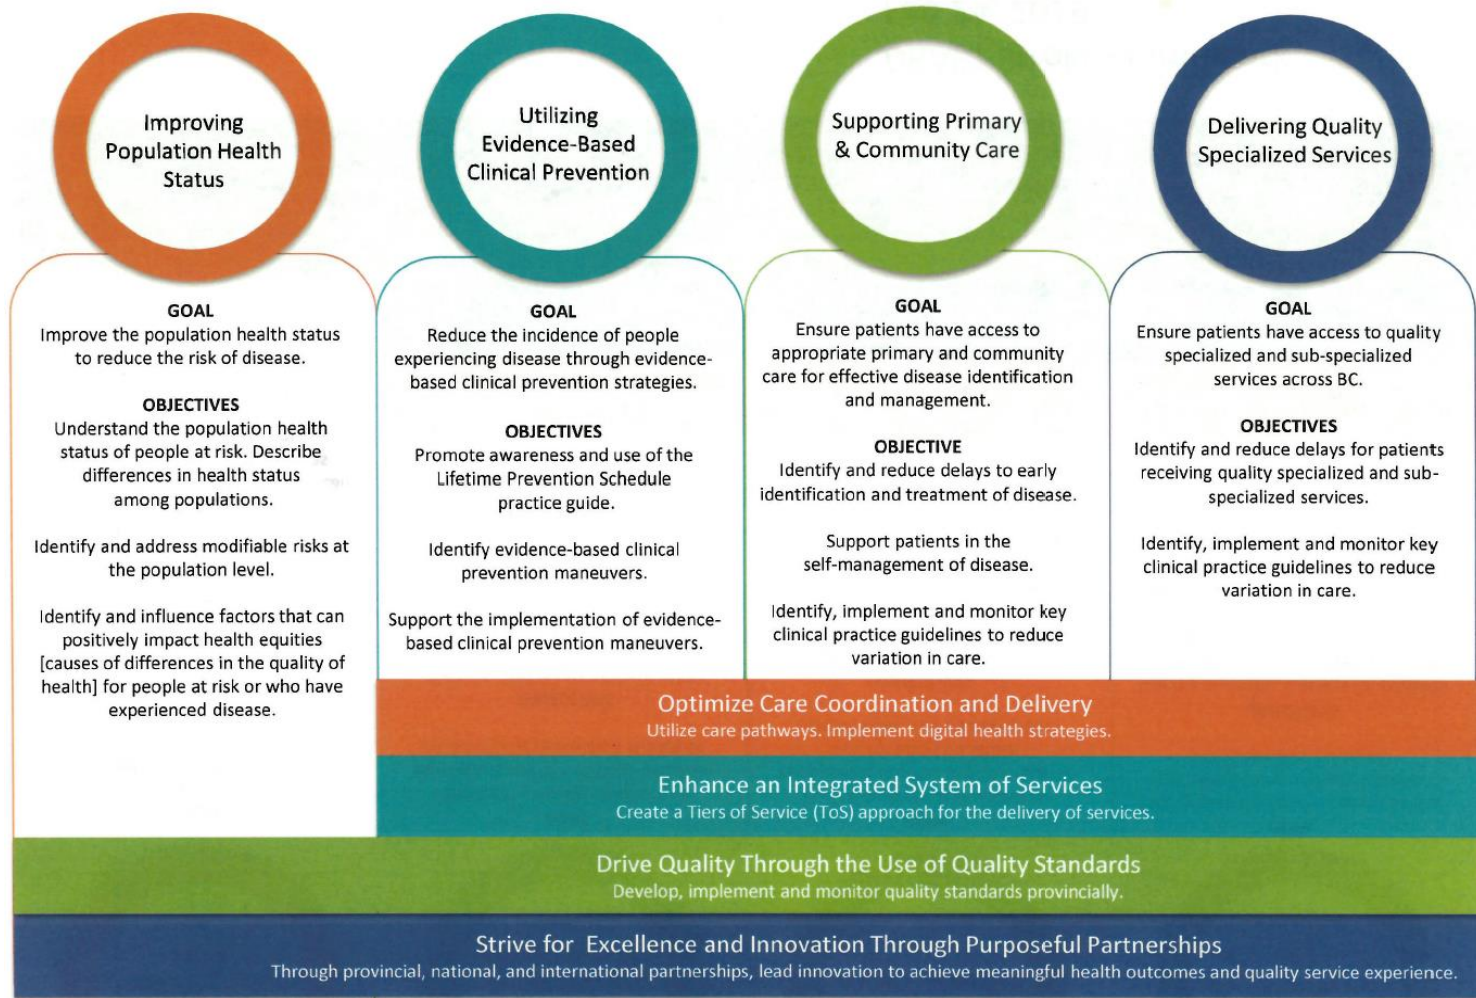 Improving
Population Health
Status
Utilizing
Evidence-Based
Clinical Prevention
Supporting Primary
& Community Care
Delivering Quality
Specialized Services
GOAL
Improve the population health status
to reduce the risk of disease.
OBJECTIVES
Understand the population health
status of people at risk. Describe
differences in health status
among populations.
Identify and address modifiable risks at
the population level.
Identify and influence factors that can
positively impact health equities
[causes of differences in the quality of
health] for people at risk or who have
experienced disease.
GOAL
Reduce the incidence of people
experiencing disease through evidence-
based clinical prevention strategies.
OBJECTIVES
Promote awareness and use of the
Lifetime Prevention Schedule
practice guide.
Identify evidence-based clinical
prevention maneuvers.
Support the implementation of evidence-
based clinical prevention maneuvers.
GOAL
Ensure patients have access to
appropriate primary and community
care for effective disease identification
and management.
OBJECTIVE
Identify and reduce delays to early
identification and treatment of disease.
Support patients in the
self-management of disease.
Identify, implement and monitor key
clinical practice guidelines to reduce
variation in care.
GOAL
Ensure patients have access to quality
specialized and sub-specialized
services across BC.
OBJECTIVES
Identify and reduce delays for patients
receiving quality specialized and sub-
specialized services.
Identify, implement and monitor key
clinical practice guidelines to reduce
variation in care.
Optimize Care Coordination and Delivery
Utilize care pathways. Implement digital health strategies.
Enhance an Integrated System of Services
Create a Tiers of Service (ToS) approach for the delivery of services.
Drive Quality Through the Use of Quality Standards
Develop, implement and monitor quality standards provincially.
Strive for Excellence and Innovation Through Purposeful Partnerships
Through provincial, national, and international partnerships, lead innovation to achieve meaningful health outcomes and quality service experience.